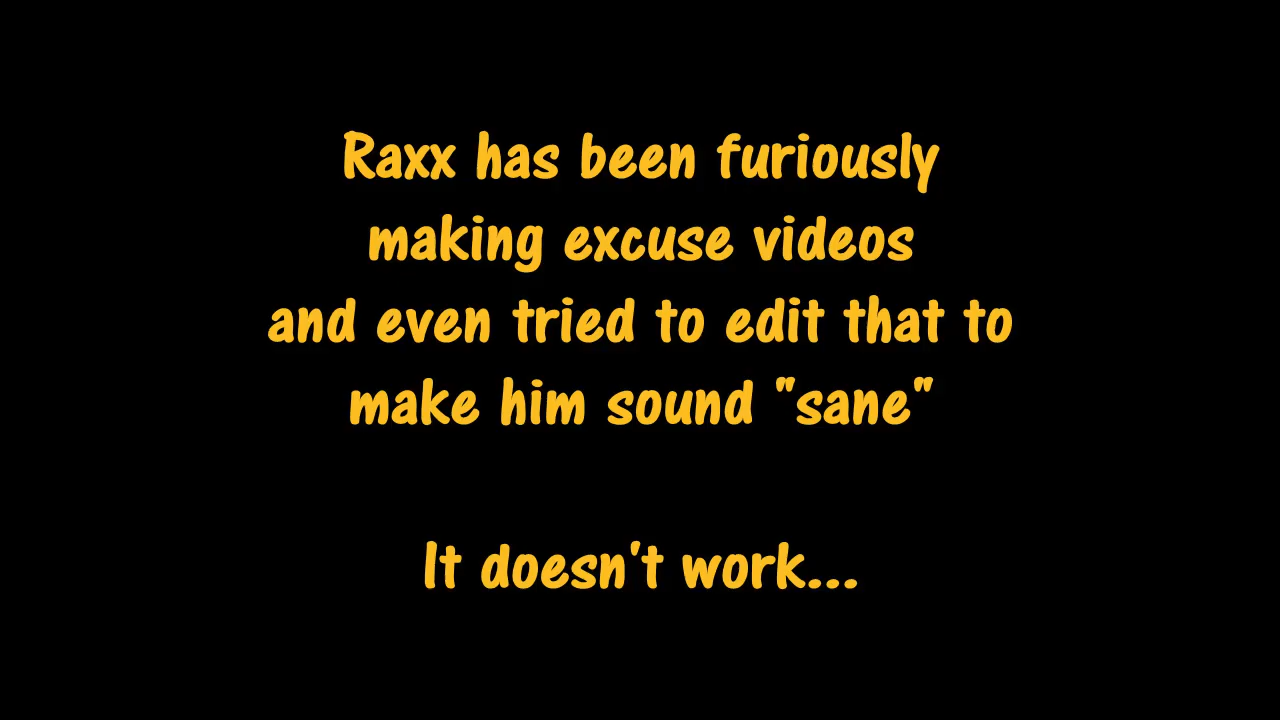 Raxx has been furiously
making excuse videos
and even tried to edit that to
make him sound "sane"
It doesn't work...